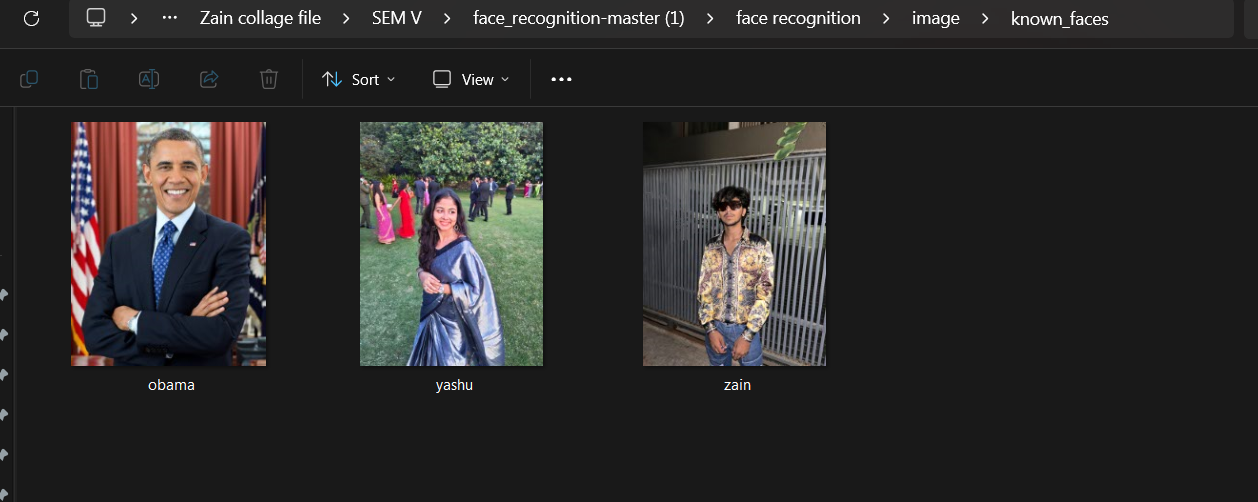 Zain collage file > SEM V > face_recognition-master (1) > face recognition > image > known_faces
Sort View
obama yashu zain